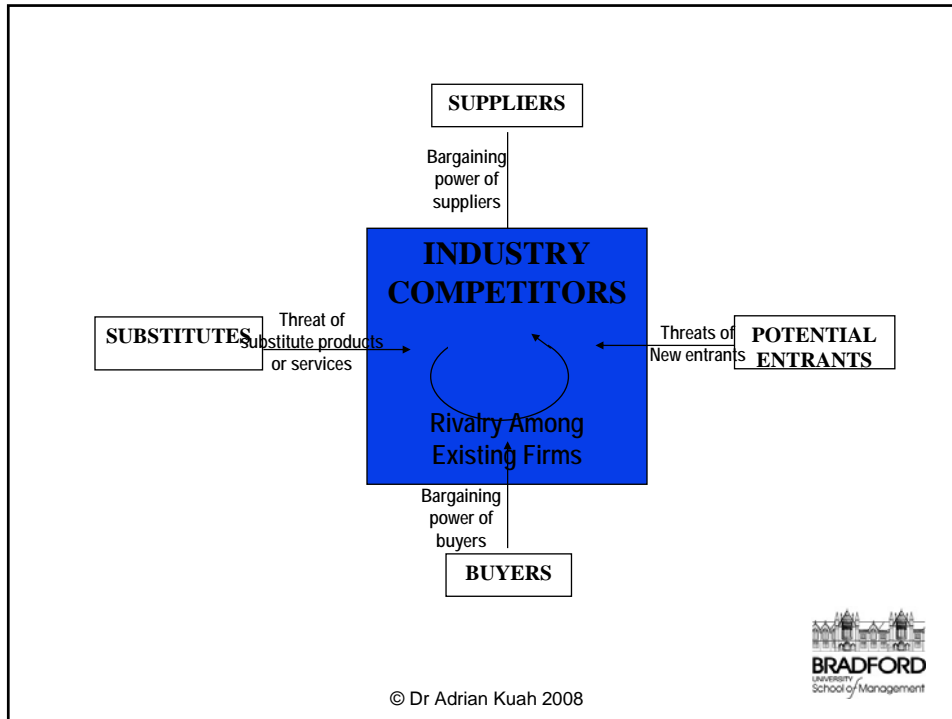 SUPPLIERS
Bargaining
power of
suppliers
INDUSTRY
COMPETITORS
SUBSTITUTES
Threat of
substitute products
or services
Threats of
New entrants
POTENTIAL
ENTRANTS
Rivalry Among
Existing Firms
Bargaining
power of
buyers
BUYERS
BRADFORD
UNIVERSITY
School of Management
© Dr Adrian Kuah 2008